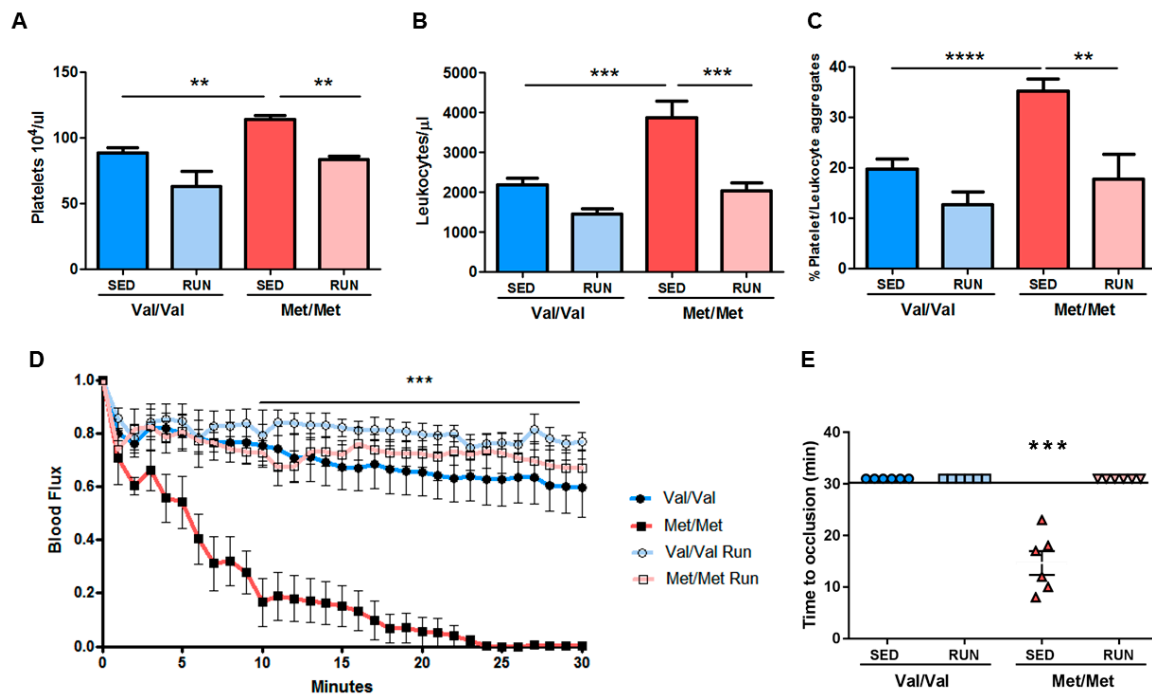 A
Platelets 10⁴/ul
150
100
50
0
** **
SED RUN SED RUN
Val/Val Met/Met
B
Leukocytes/µl
5000
4000
3000
2000
1000
0
*** ***
SED RUN SED RUN
Val/Val Met/Met
C
% Platelet/Leukocyte aggregates
40
30
20
10
0
**** **
SED RUN SED RUN
Val/Val Met/Met
D
Blood Flux
1.0
0.8
0.6
0.4
0.2
0.0
***
0 5 10 15 20 25 30
Minutes
Val/Val
Met/Met
Val/Val Run
Met/Met Run
E
Time to occlusion (min)
40
30
20
10
0
***
SED RUN SED RUN
Val/Val Met/Met